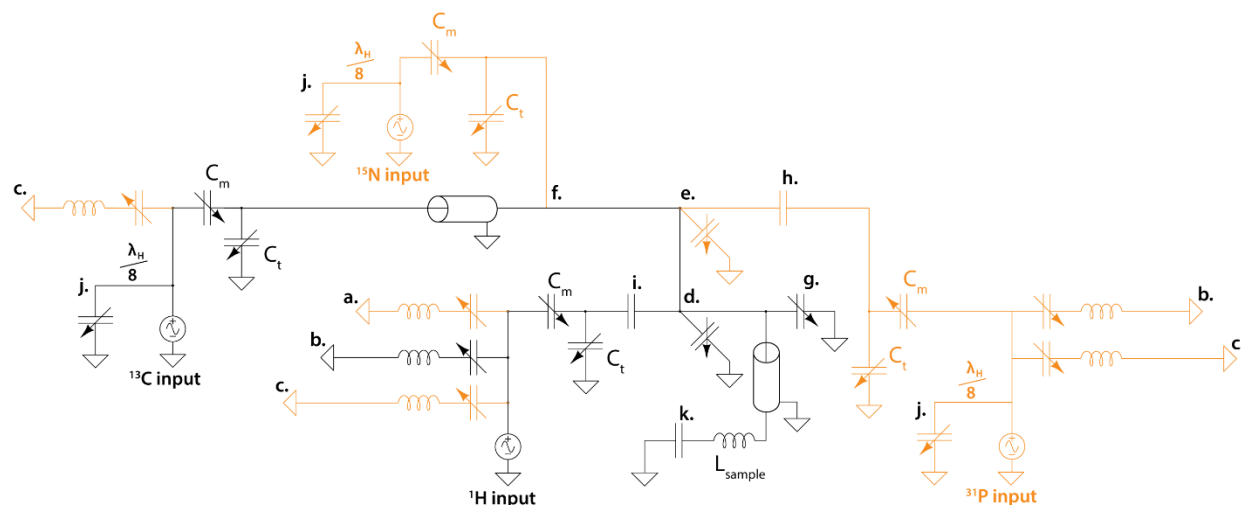 C_m
λ_H
8
j.
C_t
¹⁵N input
c.
C_m
f.
e.
h.
λ_H
8
C_t
j.
a.
C_m
i.
d.
g.
C_m
b.
b.
¹³C input
C_t
C_t
c
c.
λ_H
8
j.
k.
L_sample
¹H input
³¹P input